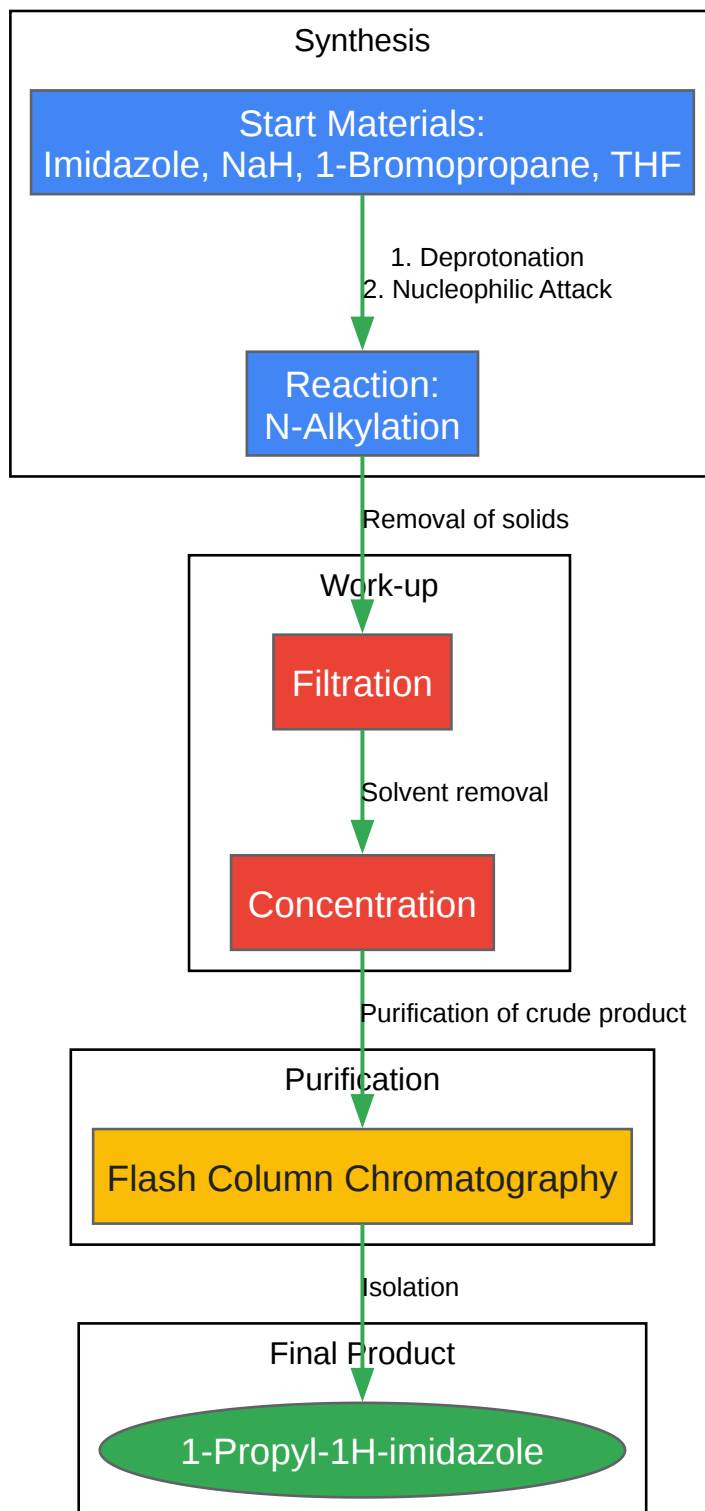 Synthesis
Start Materials:
Imidazole, NaH, 1-Bromopropane, THF
1. Deprotonation
2. Nucleophilic Attack
Reaction:
N-Alkylation
Removal of solids
Work-up
Filtration
Solvent removal
Concentration
Purification of crude product
Purification
Flash Column Chromatography
Isolation
Final Product
1-Propyl-1H-imidazole